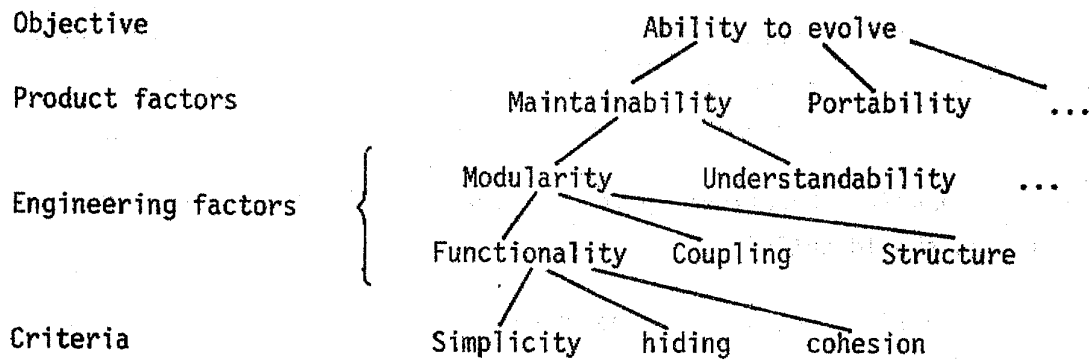 Objective Ability to evolve
Product factors Maintainability Portability ...
Modularity Understandability ...
Engineering factors
Functionality Coupling Structure
Criteria Simplicity hiding cohesion